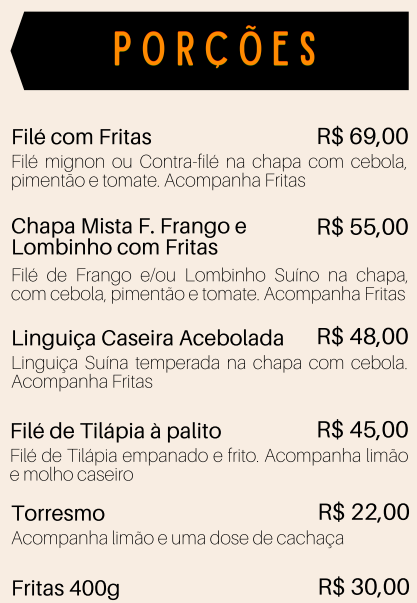 PORÇÕES
Filé com Fritas R$ 69,00
Filé mignon ou Contra-filé na chapa com cebola,
pimentão e tomate. Acompanha Fritas
Chapa Mista F. Frango e R$ 55,00
Lombinho com Fritas
Filé de Frango e/ou Lombinho Suíno na chapa,
com cebola, pimentão e tomate. Acompanha Fritas
Linguiça Caseira Acebolada R$ 48,00
Linguiça Suína temperada na chapa com cebola.
Acompanha Fritas
Filé de Tilápia à palito R$ 45,00
Filé de Tilápia empanado e frito. Acompanha limão
e molho caseiro
Torresmo R$ 22,00
Acompanha limão e uma dose de cachaça
Fritas 400g R$ 30,00